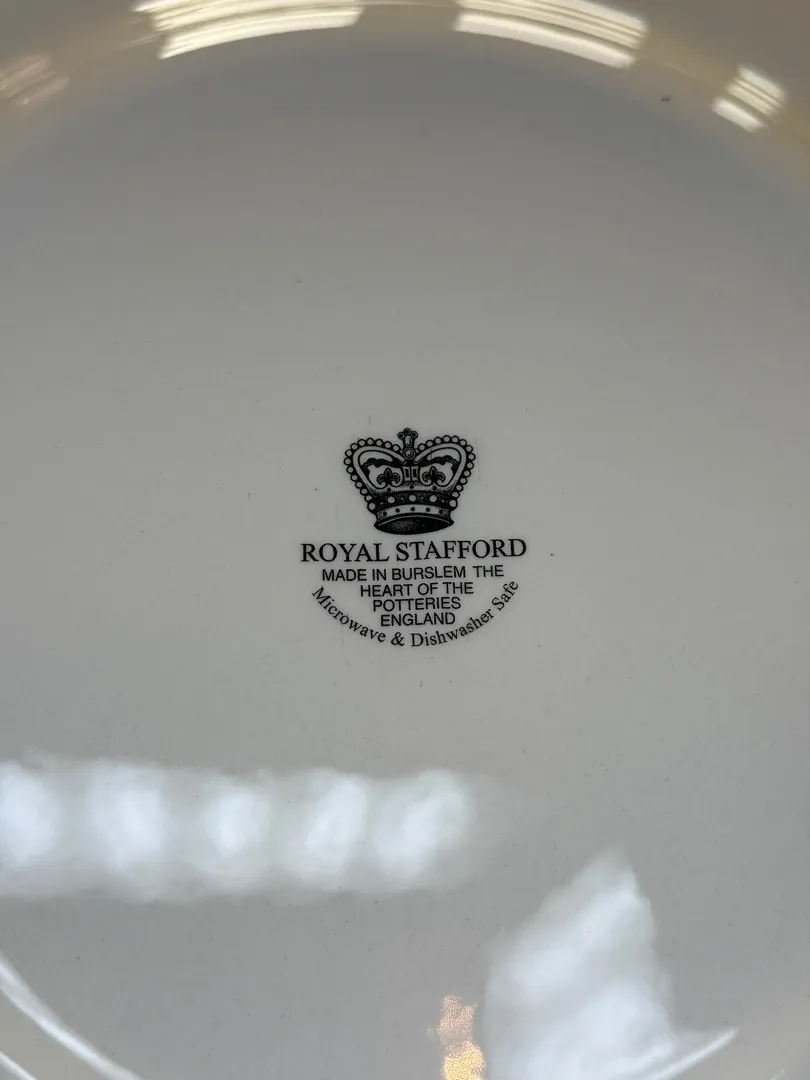 ROYAL STAFFORD
MADE IN BURSLEM THE
HEART OF THE
POTTERIES
ENGLAND
Microwave & Dishwasher Safe